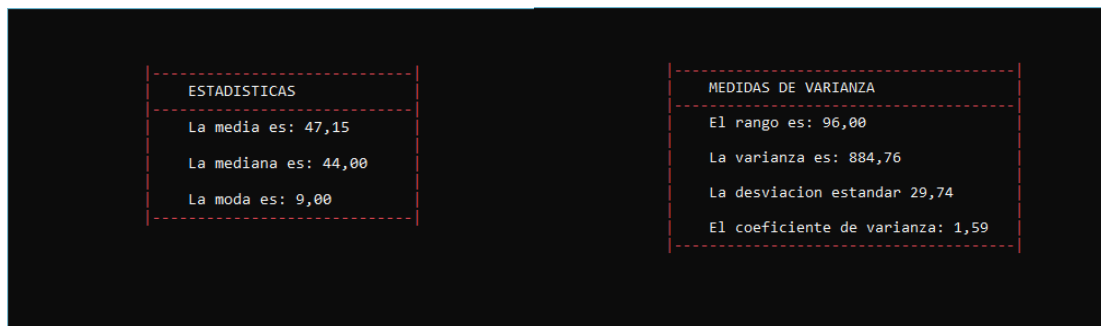 ESTADISTICAS
La media es: 47,15
La mediana es: 44,00
La moda es: 9,00
MEDIDAS DE VARIANZA
El rango es: 96,00
La varianza es: 884,76
La desviacion estandar 29,74
El coeficiente de varianza: 1,59